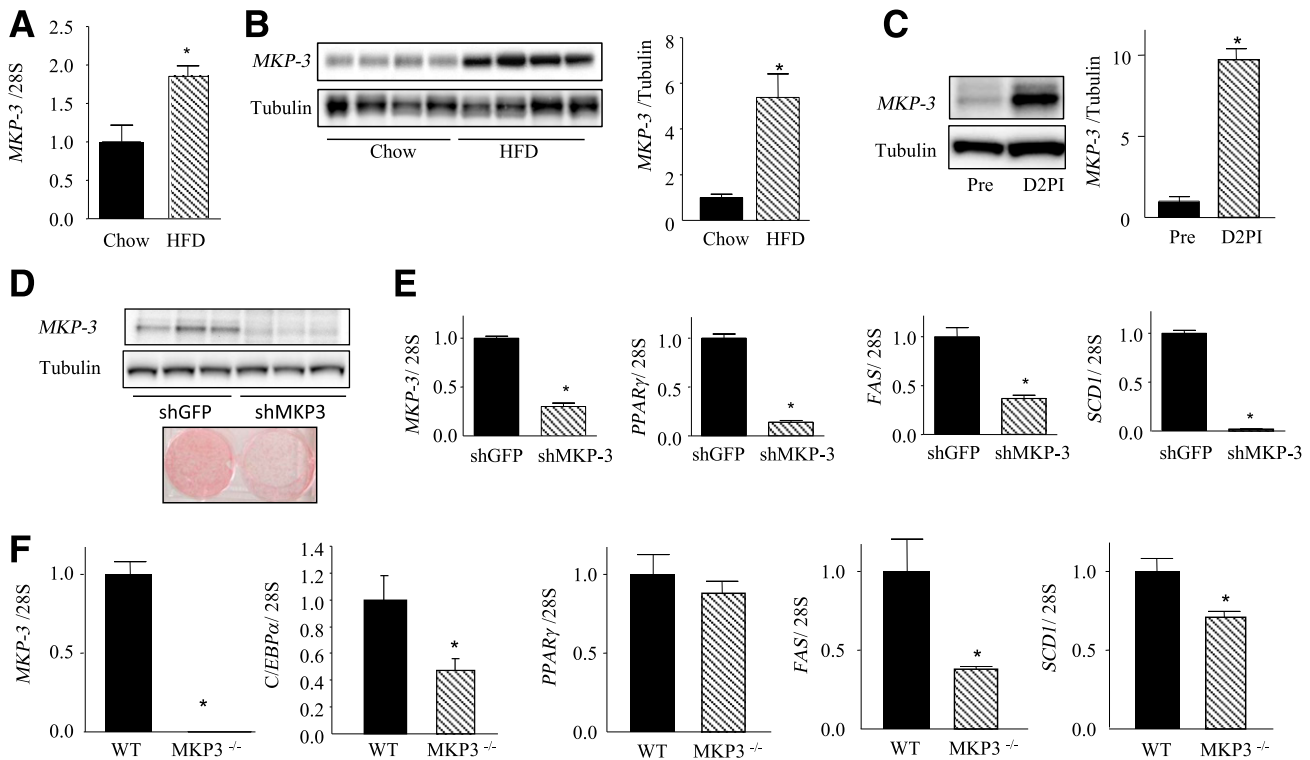 A
MKP-3 /28S
2.5
2.0
1.5
1.0
0.5
0.0
*
Chow HFD
B
MKP-3
Tubulin
Chow HFD
MKP-3 /Tubulin
8
6
4
2
0
*
Chow HFD
C
MKP-3
Tubulin
Pre D2PI
MKP-3 /Tubulin
10
5
0
*
Pre D2PI
D
MKP-3
Tubulin
shGFP shMKP3
E
MKP-3/ 28S
1.0
0.5
0.0
*
shGFP shMKP-3
PPARγ/ 28S
1.0
0.5
0.0
*
shGFP shMKP-3
FAS/ 28S
1.0
0.5
0.0
*
shGFP shMKP-3
SCD1/ 28S
1.0
0.5
0.0
*
shGFP shMKP-3
F
MKP-3 /28S
1.0
0.5
0.0
*
WT MKP3 -/-
C/EBPα/ 28S
1.4
1.2
1.0
0.8
0.6
0.4
0.2
0.0
*
WT MKP3 -/-
PPARγ /28S
1.0
0.5
0.0
WT MKP3 -/-
FAS/ 28S
1.0
0.5
0.0
*
WT MKP3 -/-
SCD1/ 28S
1.0
0.5
0.0
*
WT MKP3 -/-